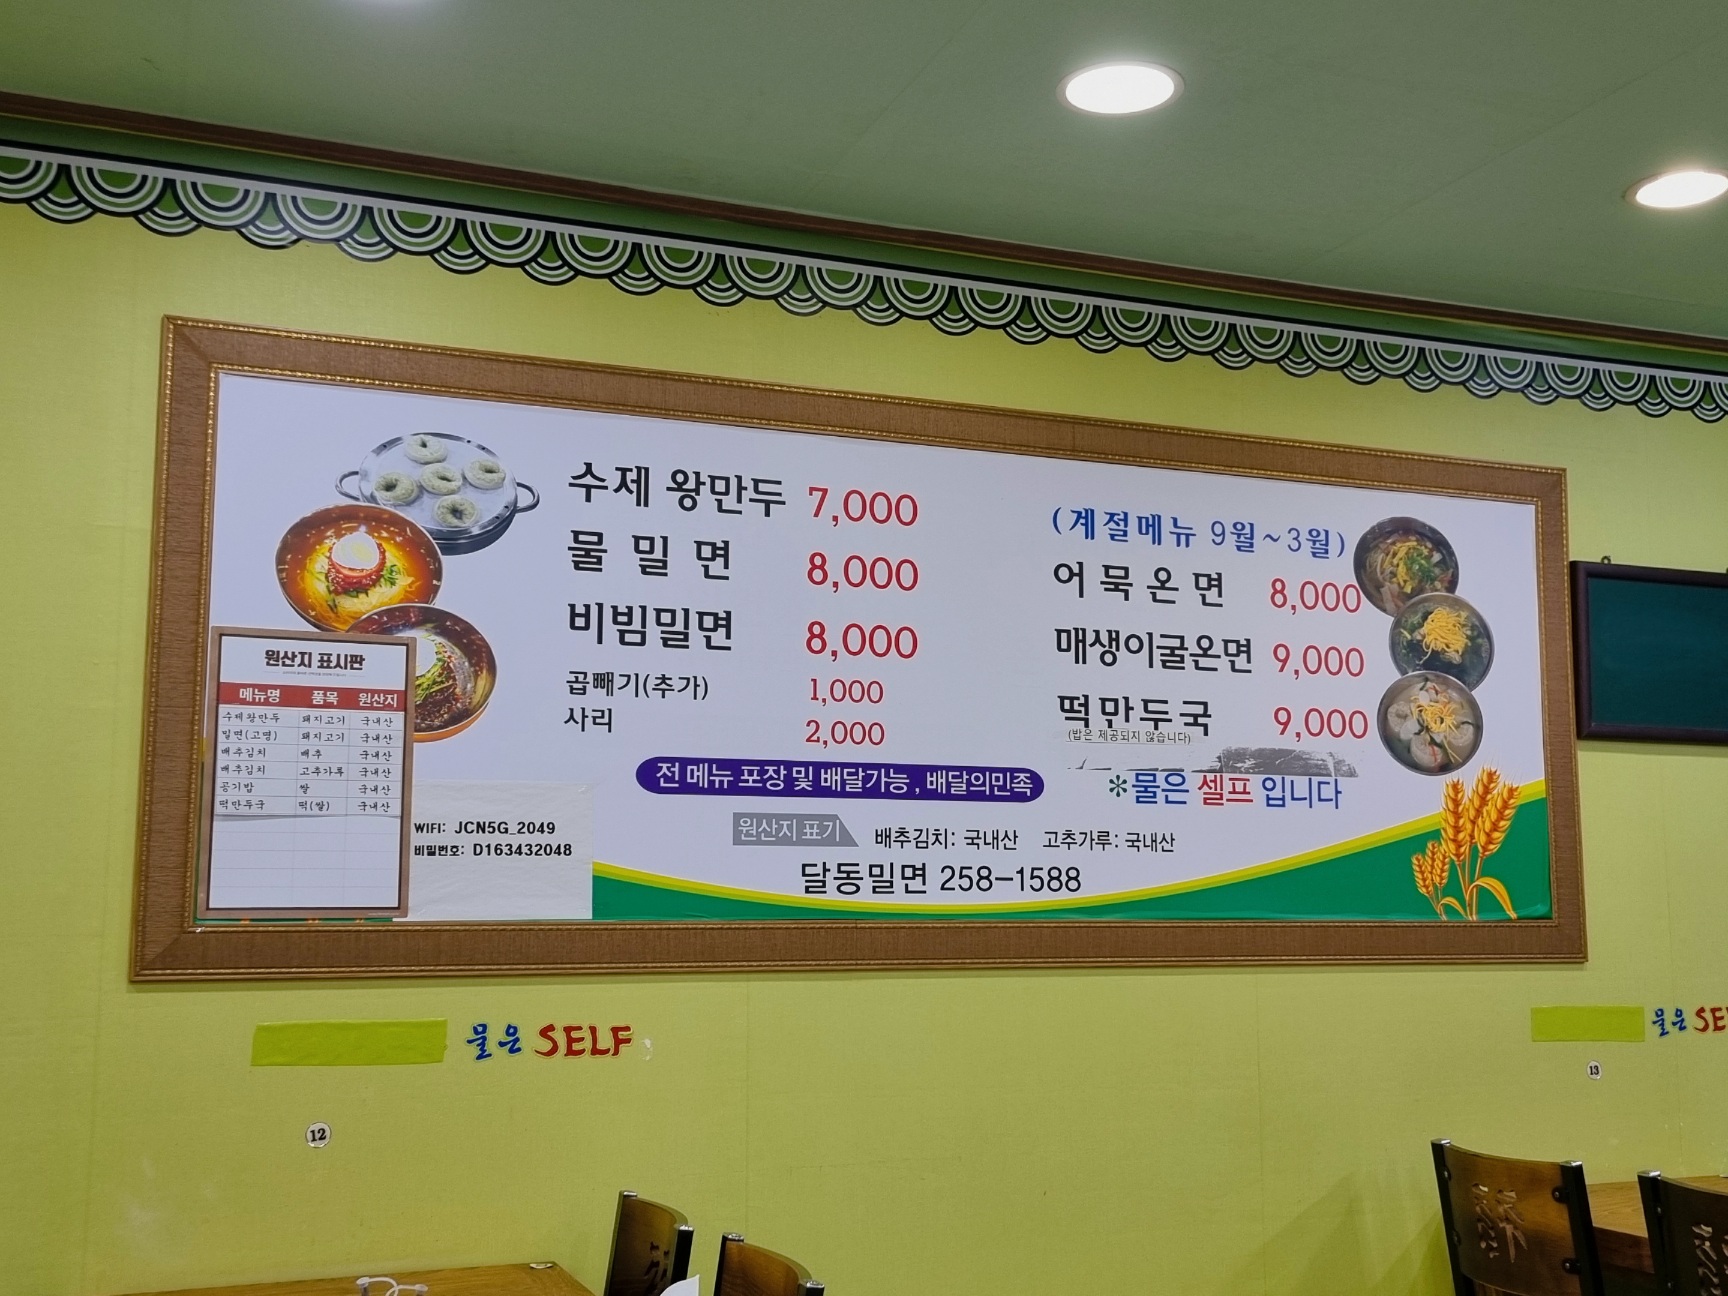 수제 왕만두 7,000
물 밀 면 8,000
비빔밀면 8,000
곱빼기(추가) 1,000
사리 2,000
(계절메뉴 9월~3월)
어 묵 온 면 8,000
매생이굴온면 9,000
떡만두국 9,000
(밥은 제공되지 않습니다)
*물은 셀프 입니다
전 메뉴 포장 및 배달가능, 배달의민족
원산지 표기 배추김치: 국내산 고추가루: 국내산
달동밀면 258-1588
원산지 표시판
메뉴명 품목 원산지
수제왕만두 돼지고기 국내산
밀면(고명) 돼지고기 국내산
배추김치 배추 국내산
배추김치 고추가루 국내산
공기밥 쌀 국내산
떡만두국 떡(쌀) 국내산
WIFI: JCN5G_2049
비밀번호: D163432048
물은 SELF
물은 SE
12
13